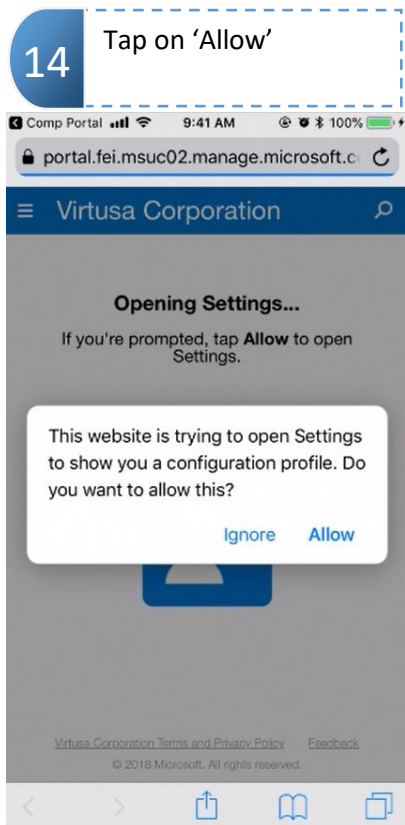 14
Tap on ‘Allow’
Comp Portal 9:41 AM 100%
portal.fei.msuc02.manage.microsoft.c
Virtusa Corporation
Opening Settings...
If you're prompted, tap Allow to open
Settings.
This website is trying to open Settings
to show you a configuration profile. Do
you want to allow this?
Ignore Allow
Virtusa Corporation Terms and Privacy Policy Feedback
© 2018 Microsoft. All rights reserved.